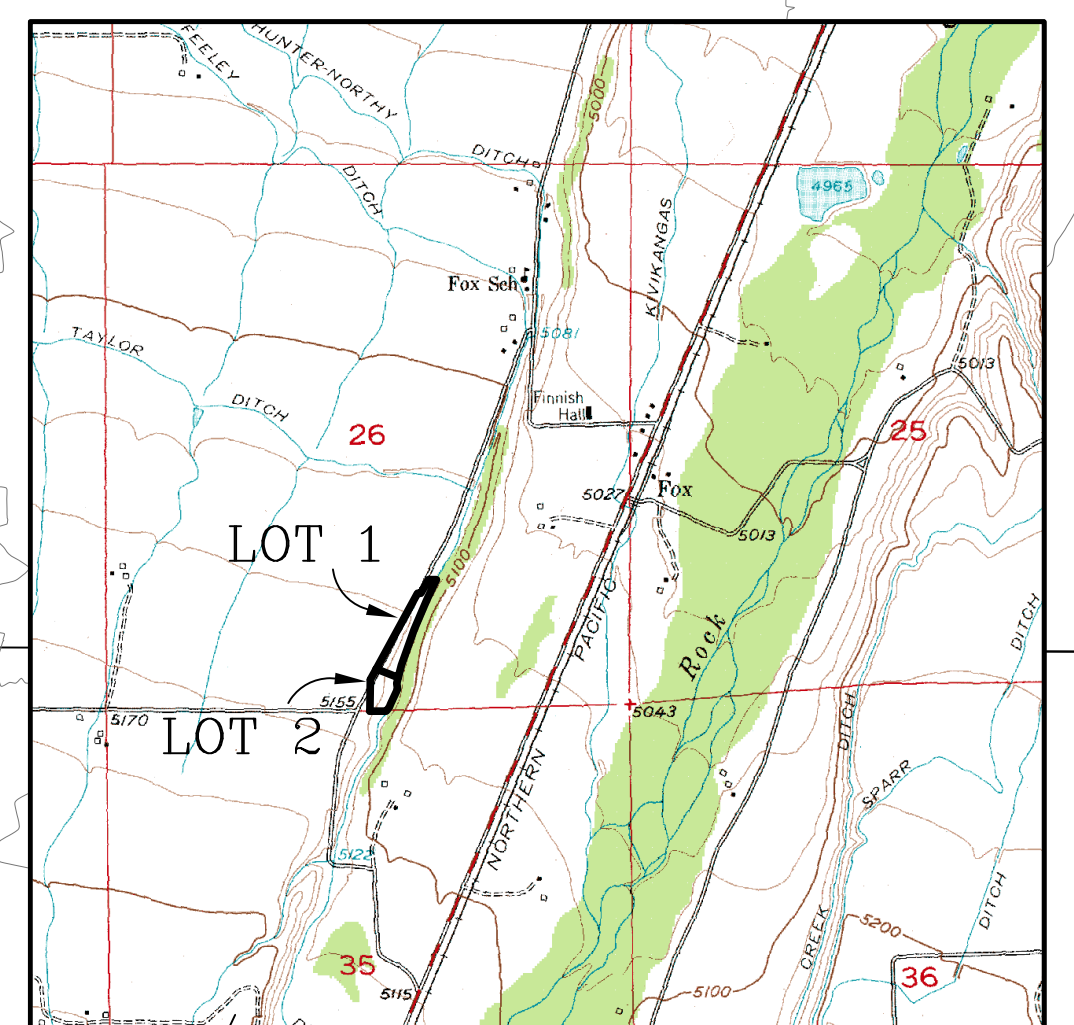 FEELEY
HUNTER-NORTHY
DITCH
DITCH
5000
4965
KIVIKANGAS
Fox Sch
5081
TAYLOR
DITCH
5013
Finnish
Hall
26
25
5027
Fox
5013
LOT 1
5100
PACIFIC
Rock
DITCH
5155
LOT 2
5170
5043
DITCH
NORTHERN
SPARR
5122
DITCH
CREEK
5200
35
36
5115
5100